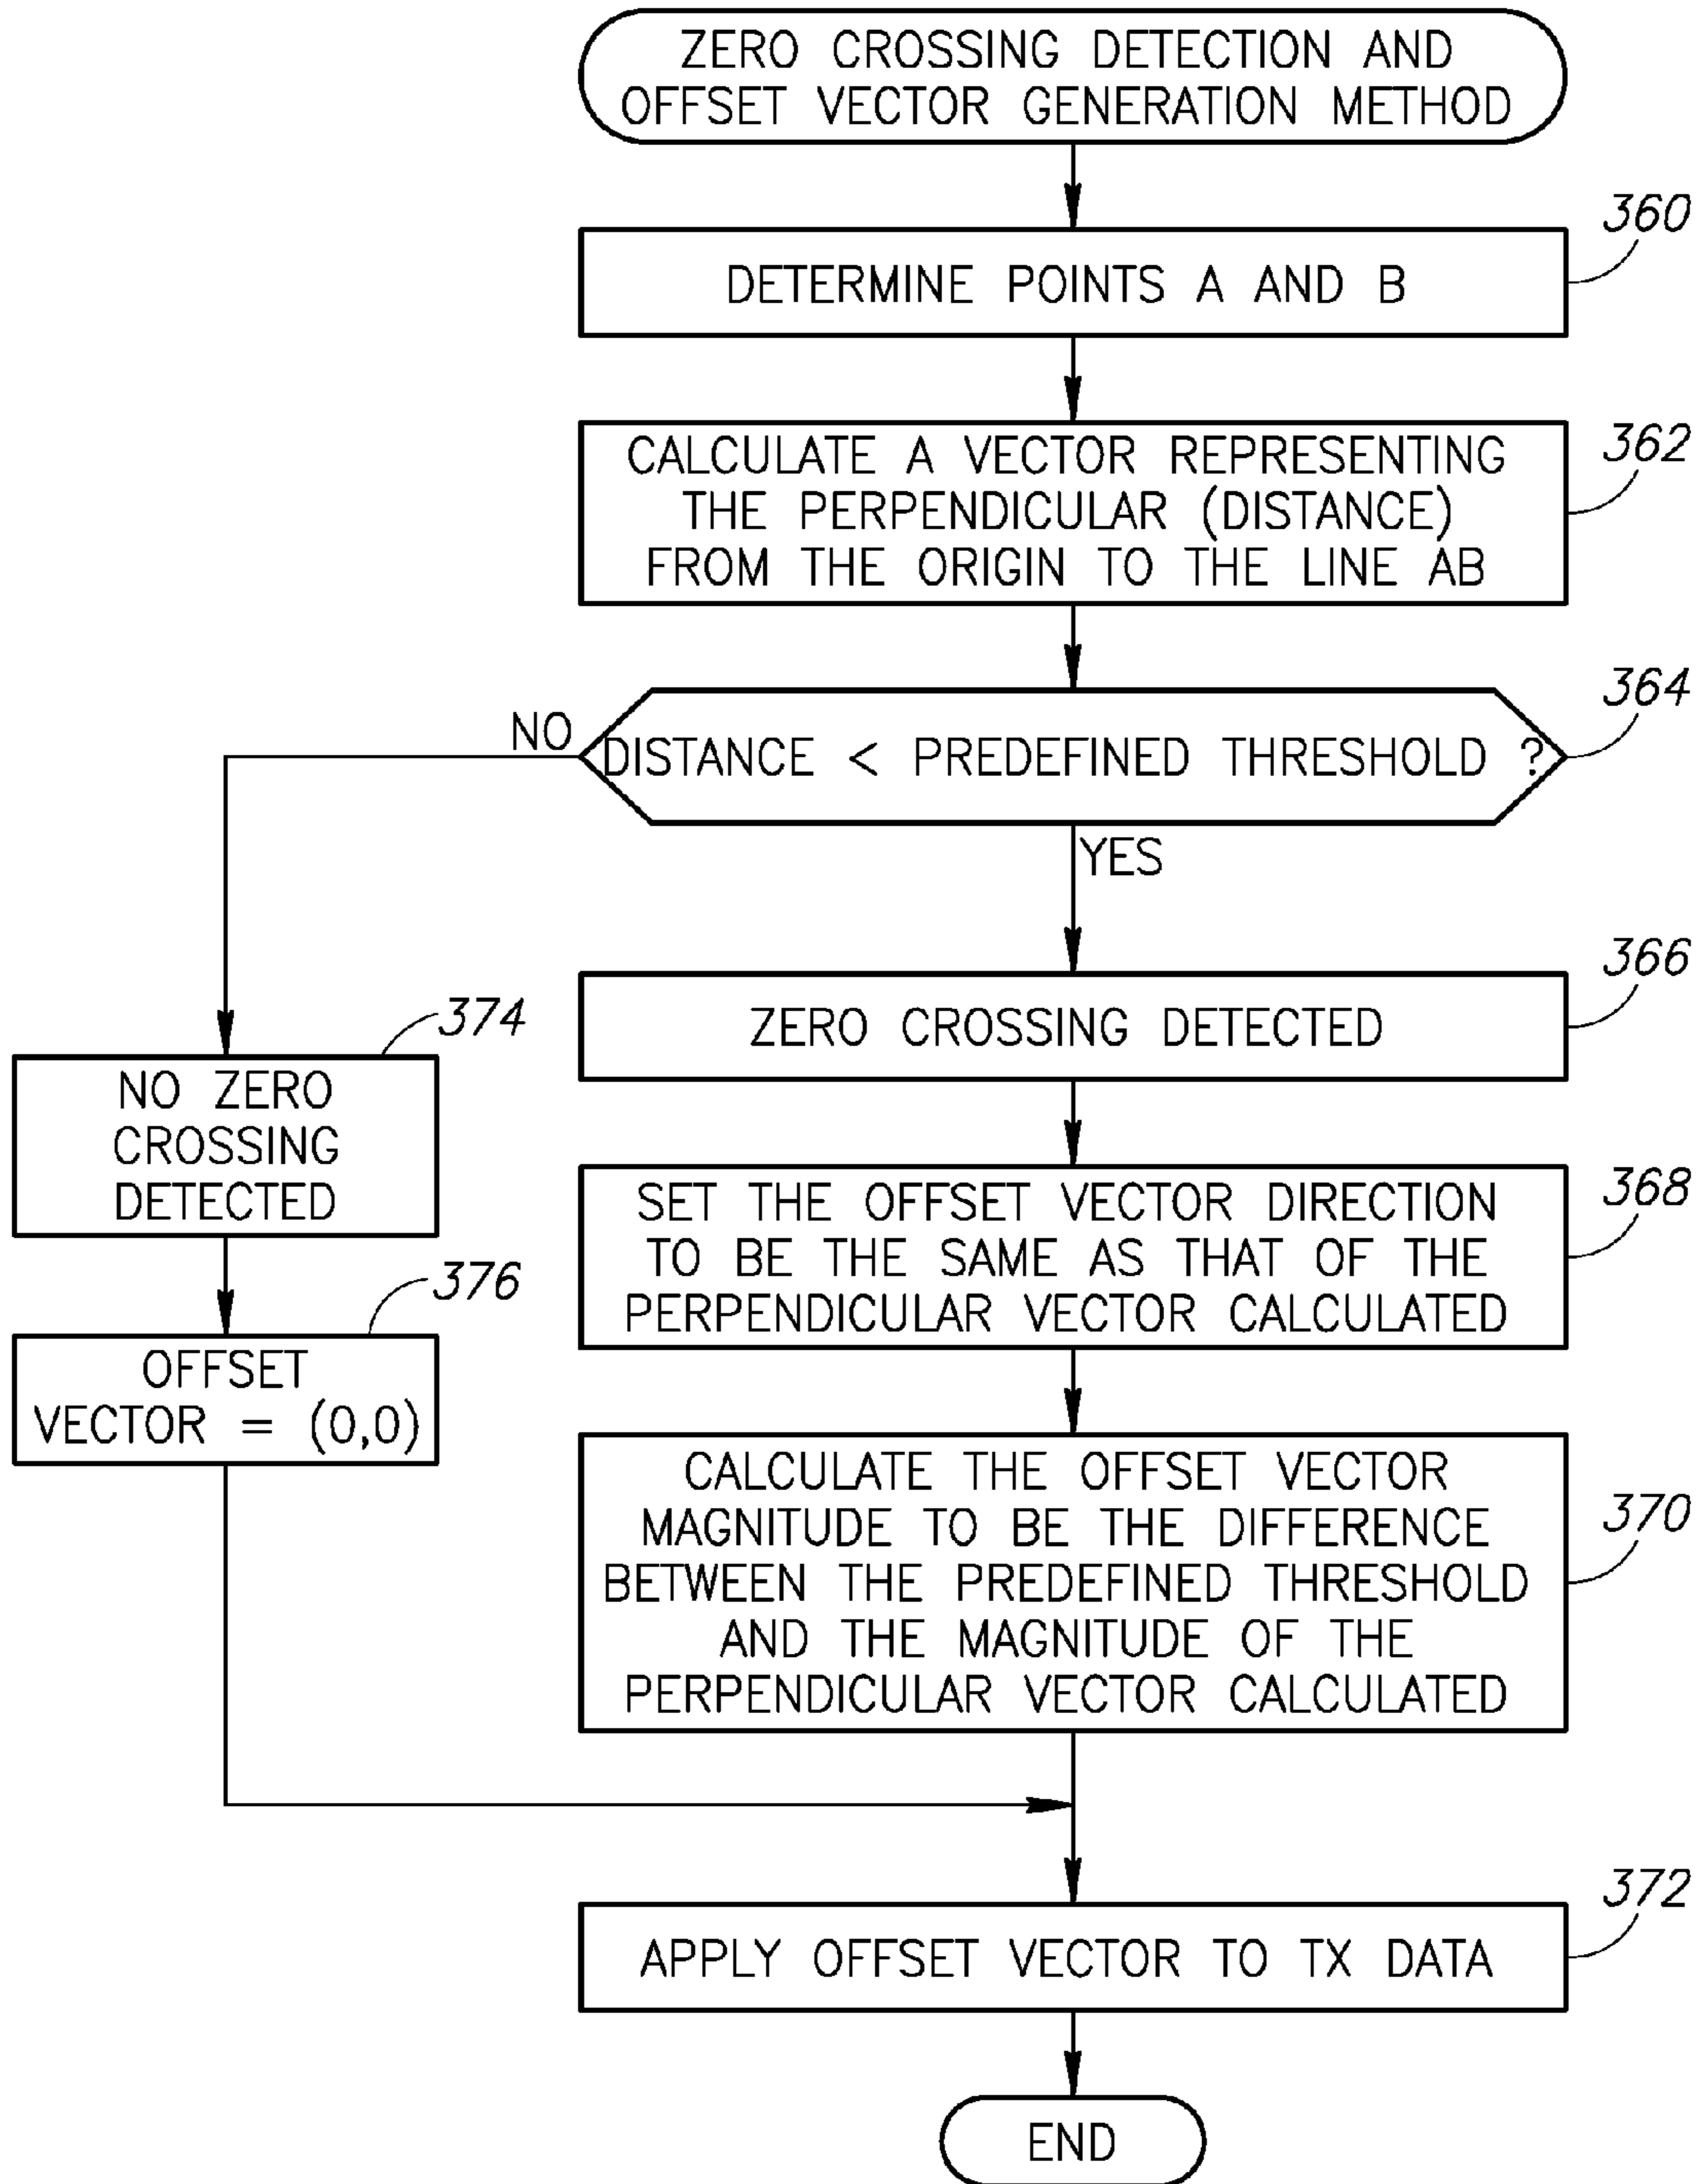 ZERO CROSSING DETECTION AND
OFFSET VECTOR GENERATION METHOD
360
DETERMINE POINTS A AND B
362
CALCULATE A VECTOR REPRESENTING
THE PERPENDICULAR (DISTANCE)
FROM THE ORIGIN TO THE LINE AB
364
NO
DISTANCE < PREDEFINED THRESHOLD ?
YES
366
ZERO CROSSING DETECTED
374
NO ZERO
CROSSING
DETECTED
368
SET THE OFFSET VECTOR DIRECTION
TO BE THE SAME AS THAT OF THE
PERPENDICULAR VECTOR CALCULATED
376
OFFSET
VECTOR = (0,0)
370
CALCULATE THE OFFSET VECTOR
MAGNITUDE TO BE THE DIFFERENCE
BETWEEN THE PREDEFINED THRESHOLD
AND THE MAGNITUDE OF THE
PERPENDICULAR VECTOR CALCULATED
372
APPLY OFFSET VECTOR TO TX DATA
END